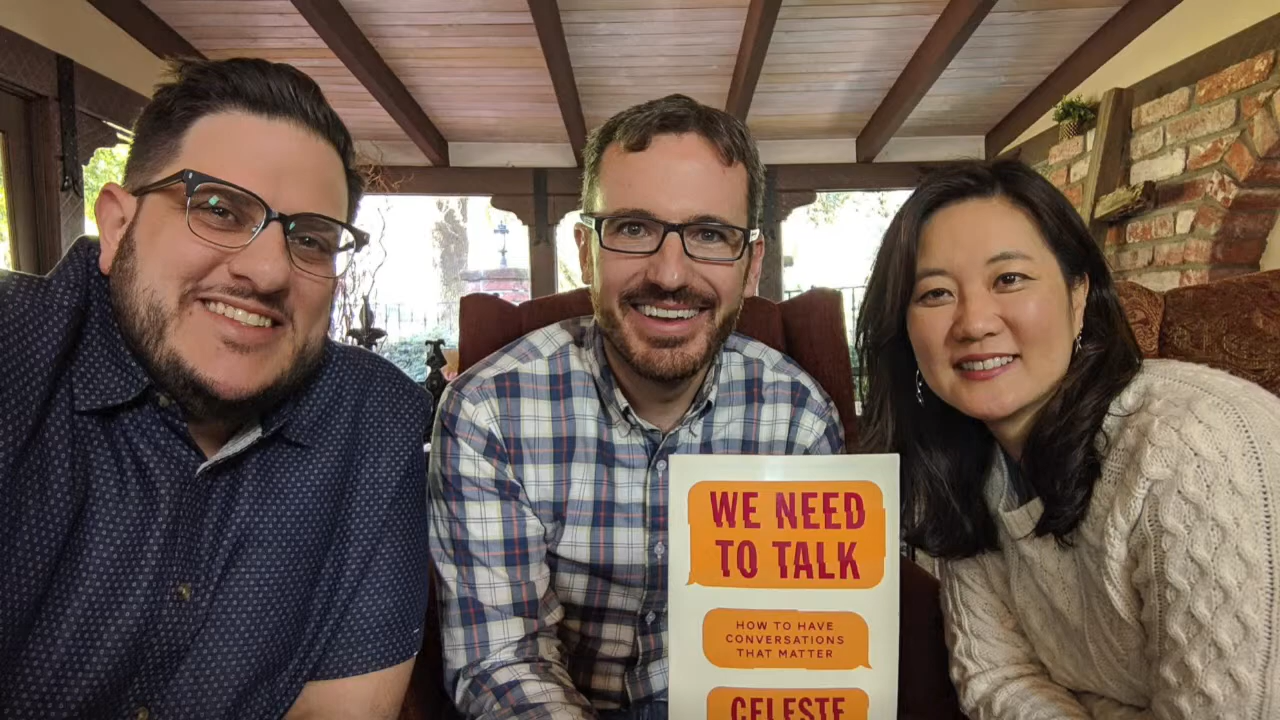 WE NEED
TO TALK
HOW TO HAVE
CONVERSATIONS
THAT MATTER
CELESTE